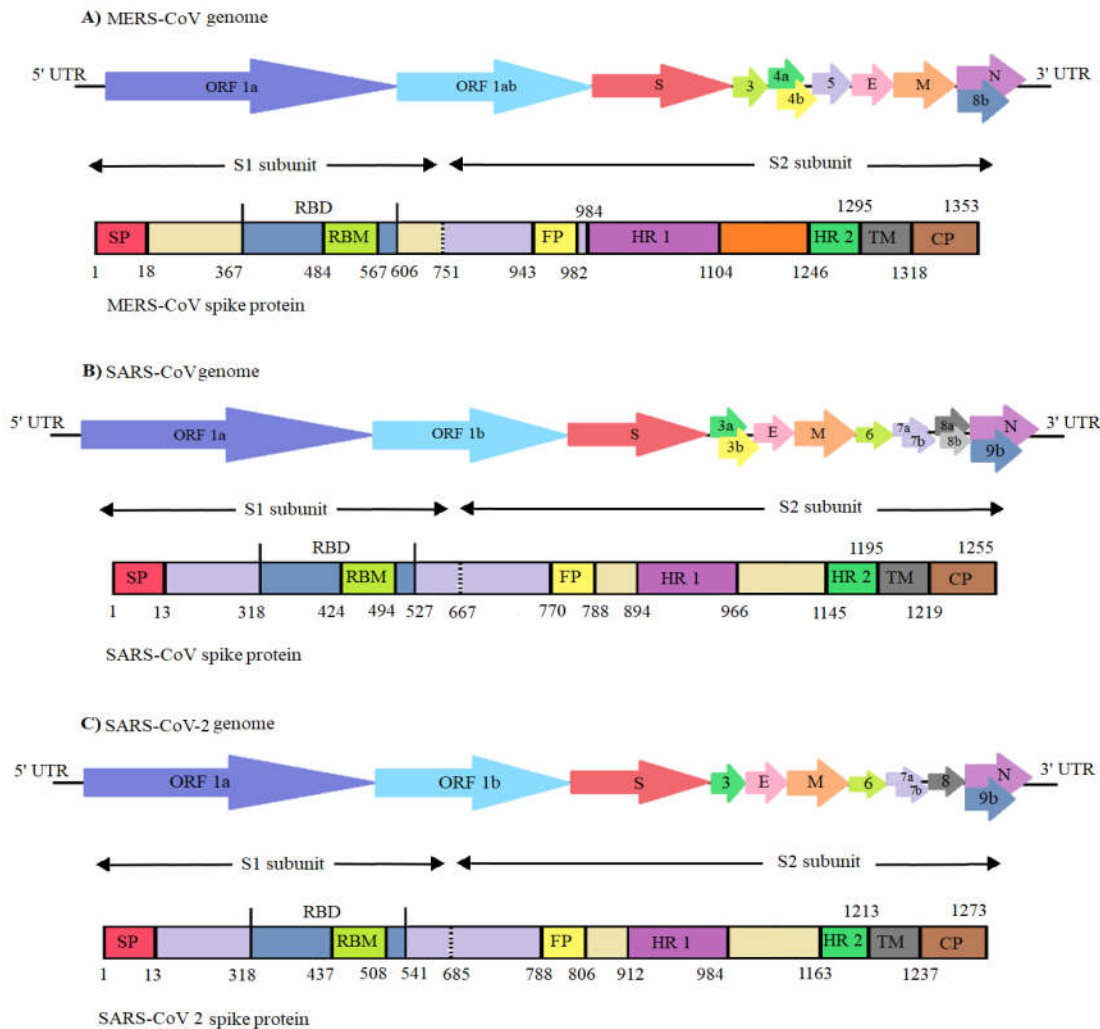 A) MERS-CoV genome
5' UTR ORF 1a ORF 1ab S 3 4a 4b 5 E M N 8b 3' UTR
S1 subunit S2 subunit
RBD 984 1295 1353
SP RBM FP HR 1 HR 2 TM CP
1 18 367 484 567 606 751 943 982 1104 1246 1318
MERS-CoV spike protein
B) SARS-CoV genome
5' UTR ORF 1a ORF 1b S 3a 3b E M 6 7a 7b 8a 8b N 9b 3' UTR
S1 subunit S2 subunit
RBD 1195 1255
SP RBM FP HR 1 HR 2 TM CP
1 13 318 424 494 527 667 770 788 894 966 1145 1219
SARS-CoV spike protein
C) SARS-CoV-2 genome
5' UTR ORF 1a ORF 1b S 3 E M 6 7a 7b 8 N 9b 3' UTR
S1 subunit S2 subunit
RBD 1213 1273
SP RBM FP HR 1 HR 2 TM CP
1 13 318 437 508 541 685 788 806 912 984 1163 1237
SARS-CoV 2 spike protein